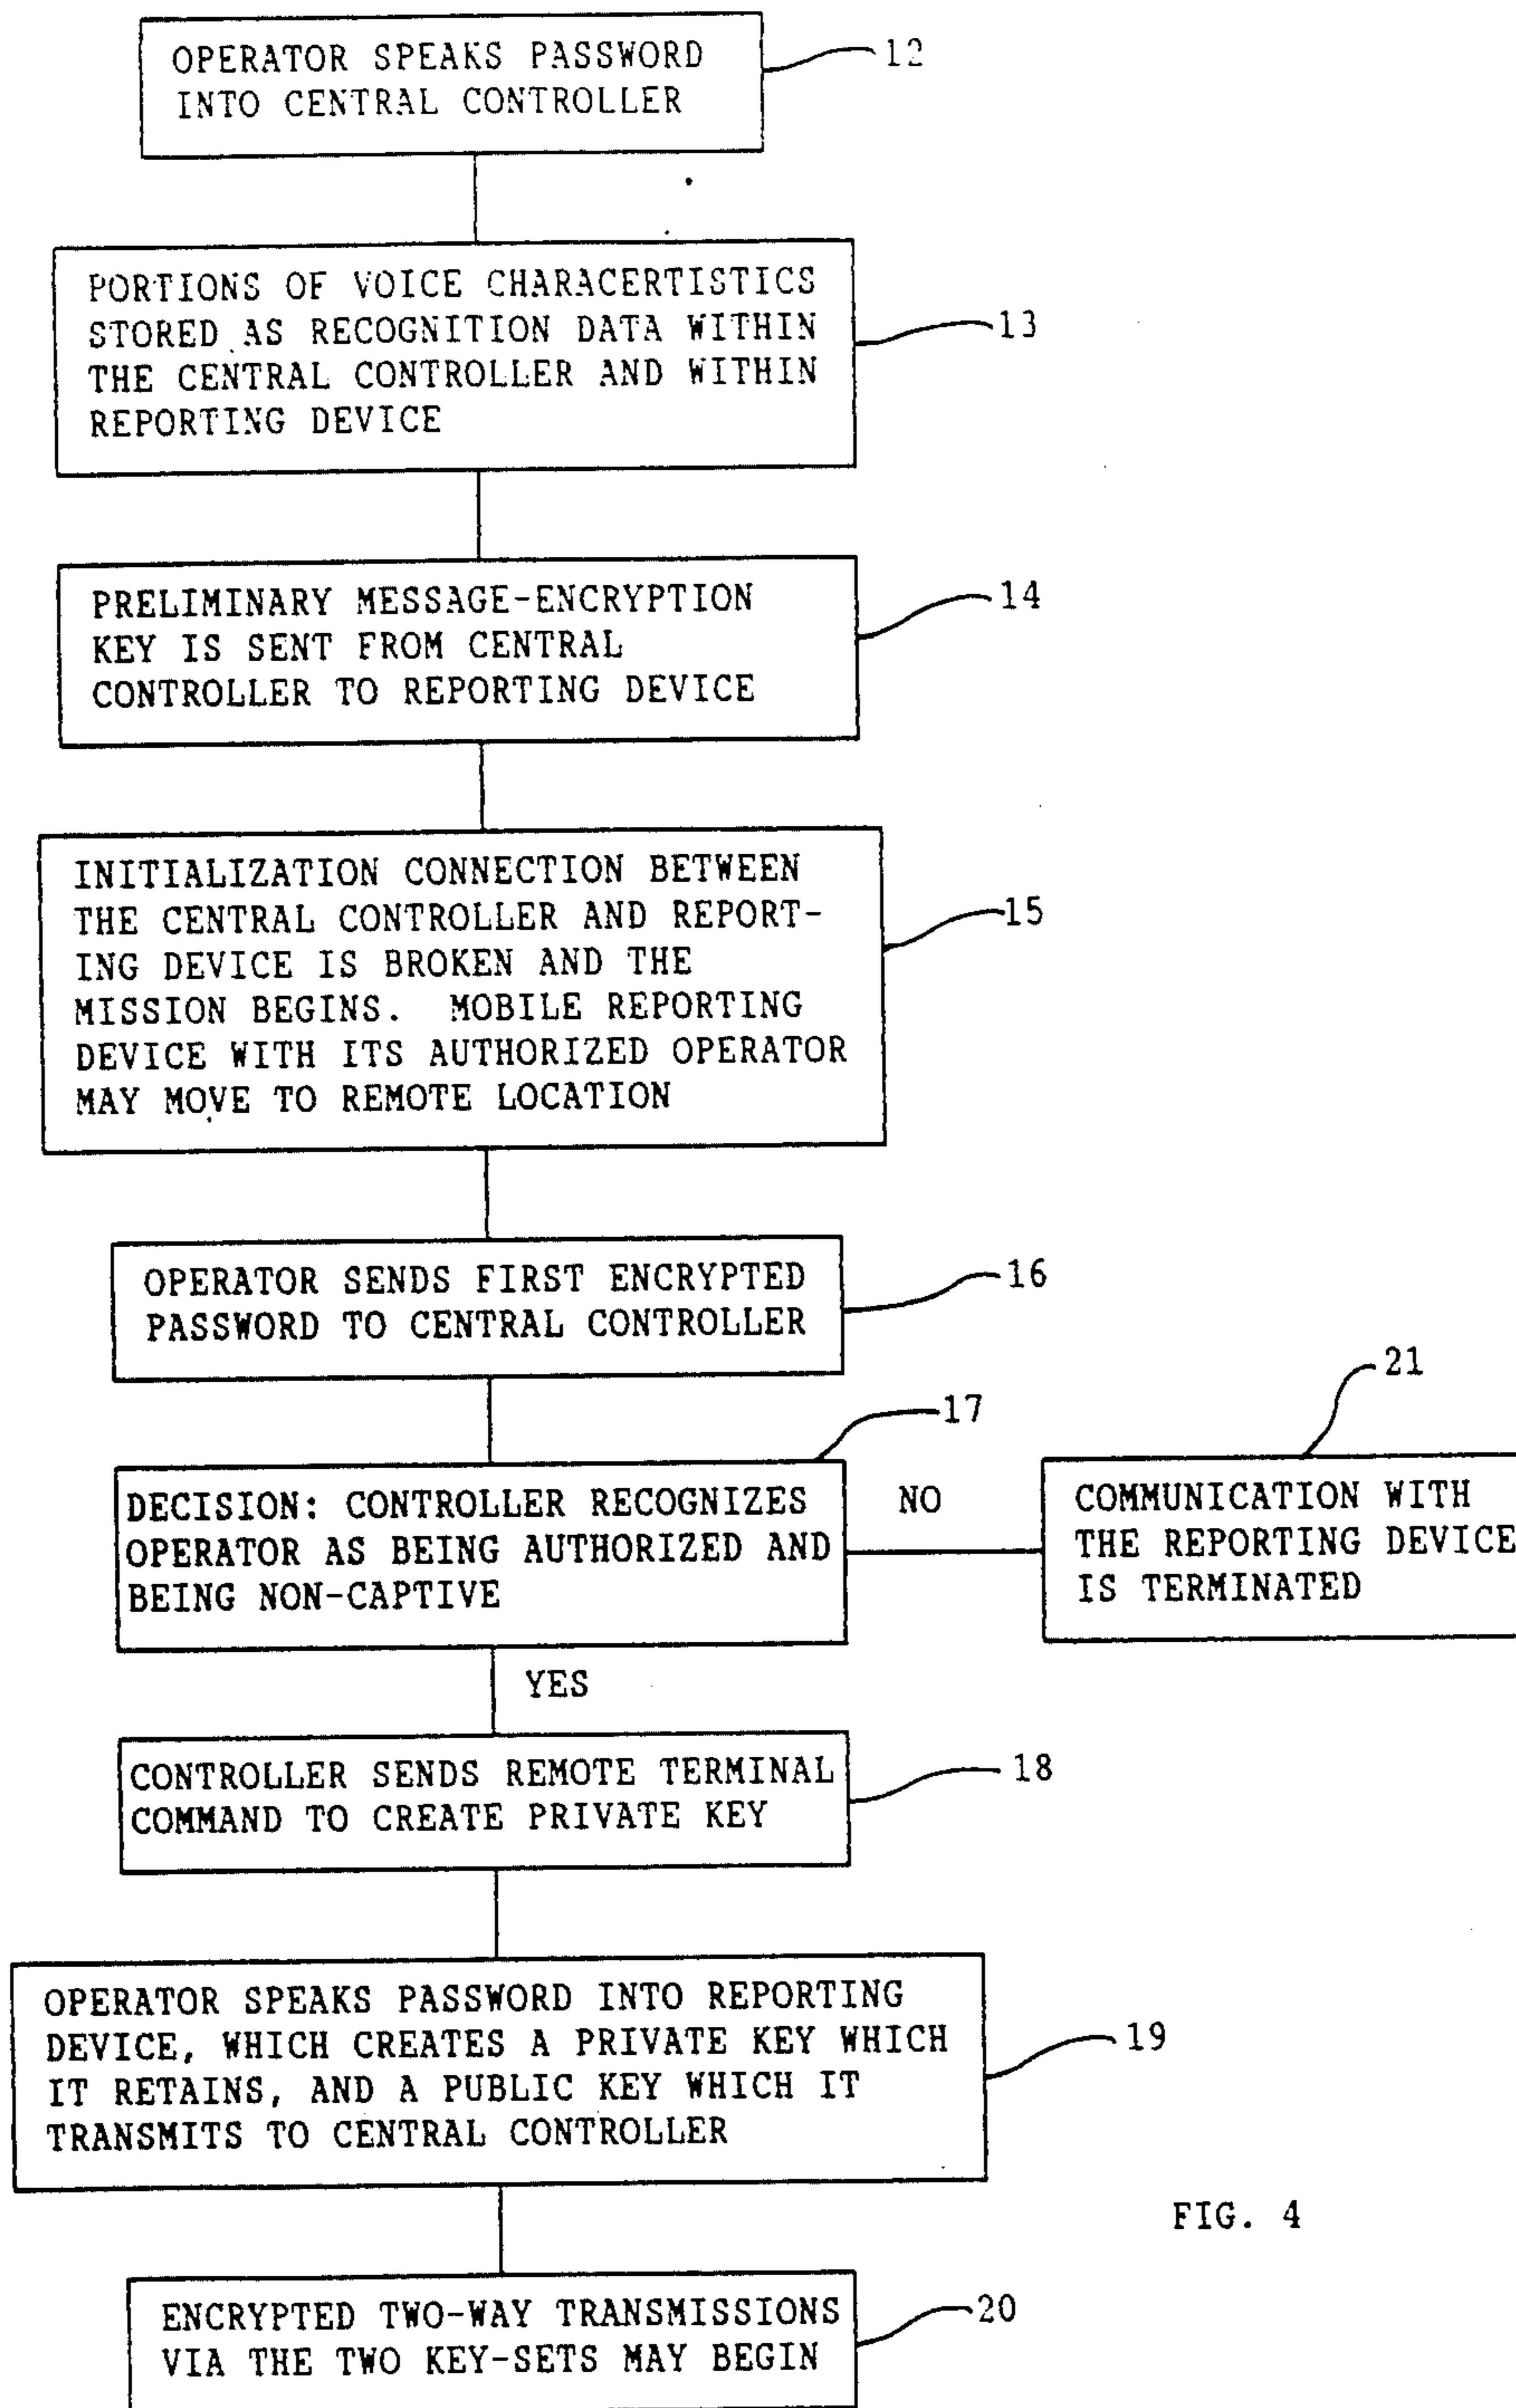 OPERATOR SPEAKS PASSWORD
INTO CENTRAL CONTROLLER
12
PORTIONS OF VOICE CHARACERTISTICS
STORED AS RECOGNITION DATA WITHIN
THE CENTRAL CONTROLLER AND WITHIN
REPORTING DEVICE
13
PRELIMINARY MESSAGE-ENCRYPTION
KEY IS SENT FROM CENTRAL
CONTROLLER TO REPORTING DEVICE
14
INITIALIZATION CONNECTION BETWEEN
THE CENTRAL CONTROLLER AND REPORT-
ING DEVICE IS BROKEN AND THE
MISSION BEGINS. MOBILE REPORTING
DEVICE WITH ITS AUTHORIZED OPERATOR
MAY MOVE TO REMOTE LOCATION
15
OPERATOR SENDS FIRST ENCRYPTED
PASSWORD TO CENTRAL CONTROLLER
16
DECISION: CONTROLLER RECOGNIZES
OPERATOR AS BEING AUTHORIZED AND
BEING NON-CAPTIVE
17
NO
COMMUNICATION WITH
THE REPORTING DEVICE
IS TERMINATED
21
YES
CONTROLLER SENDS REMOTE TERMINAL
COMMAND TO CREATE PRIVATE KEY
18
OPERATOR SPEAKS PASSWORD INTO REPORTING
DEVICE, WHICH CREATES A PRIVATE KEY WHICH
IT RETAINS, AND A PUBLIC KEY WHICH IT
TRANSMITS TO CENTRAL CONTROLLER
19
FIG. 4
ENCRYPTED TWO-WAY TRANSMISSIONS
VIA THE TWO KEY-SETS MAY BEGIN
20